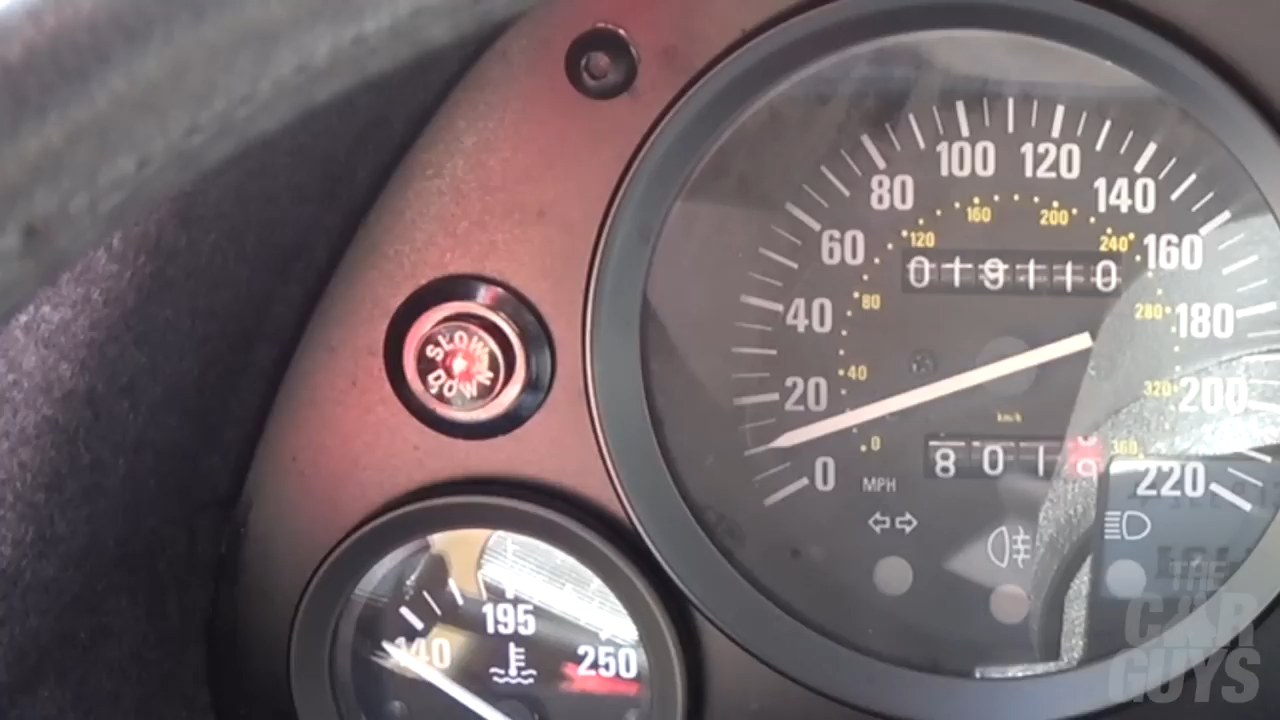 SLOW DOWN
0 20 40 60 80 100 120 140 160 180 200 220
0 40 80 120 160 200 240 280 320 360
019110
km/h
8019
MPH
140 195 250
THE
CAR
GUYS